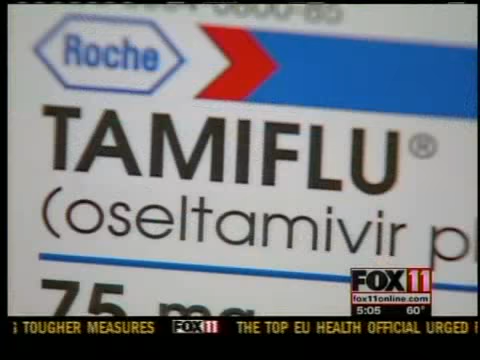 Roche
TAMIFLU®
(oseltamivir
75 mg
FOX 11
fox11online.com
5:05 60°
TOUGHER MEASURES FOX 11 THE TOP EU HEALTH OFFICIAL URGED